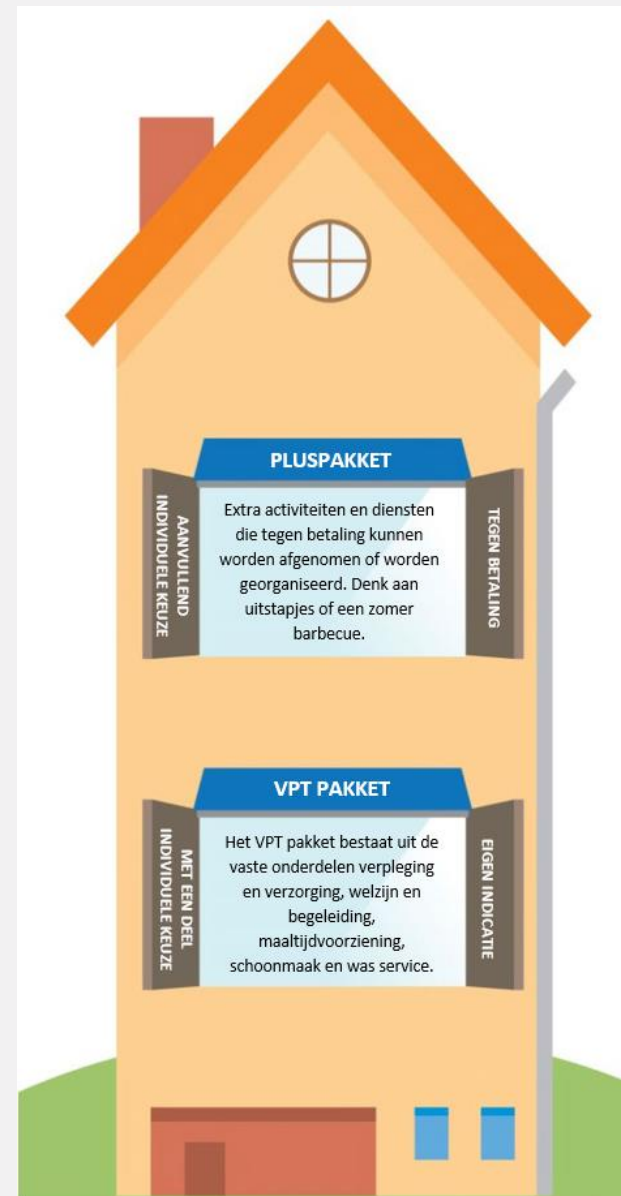 PLUSPAKKET
AANVULLEND
INDIVIDUELE KEUZE
Extra activiteiten en diensten
die tegen betaling kunnen
worden afgenomen of worden
georganiseerd. Denk aan
uitstapjes of een zomer
barbecue.
TEGEN BETALING
VPT PAKKET
MET EEN DEEL
INDIVIDUELE KEUZE
Het VPT pakket bestaat uit de
vaste onderdelen verpleging
en verzorging, welzijn en
begeleiding,
maaltijdvoorziening,
schoonmaak en was service.
EIGEN INDICATIE